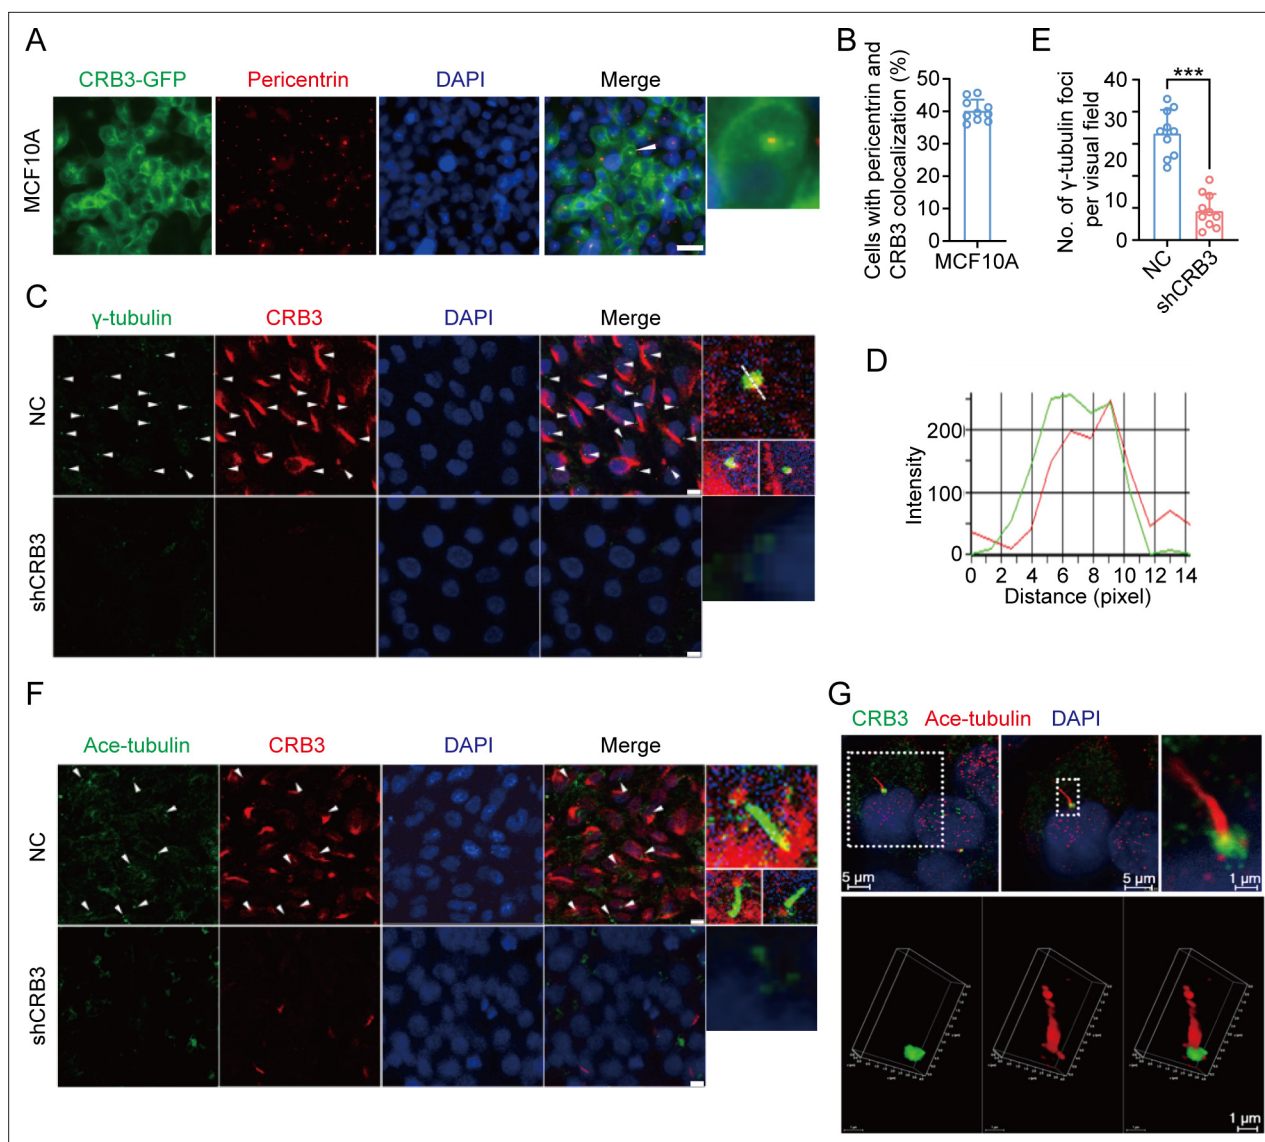 A
CRB3-GFP Pericentrin DAPI Merge
MCF10A
B
Cells with pericentrin and
CRB3 colocalization (%)
50
40
30
20
10
0
MCF10A
E
No. of γ-tubulin foci
per visual field
40
30
20
10
0
***
NC
shCRB3
C
γ-tubulin CRB3 DAPI Merge
NC
shCRB3
D
Intensity
200
100
0
0 2 4 6 8 10 12 14
Distance (pixel)
F
Ace-tubulin CRB3 DAPI Merge
NC
shCRB3
G
CRB3 Ace-tubulin DAPI
5 µm
5 µm
1 µm
1 µm